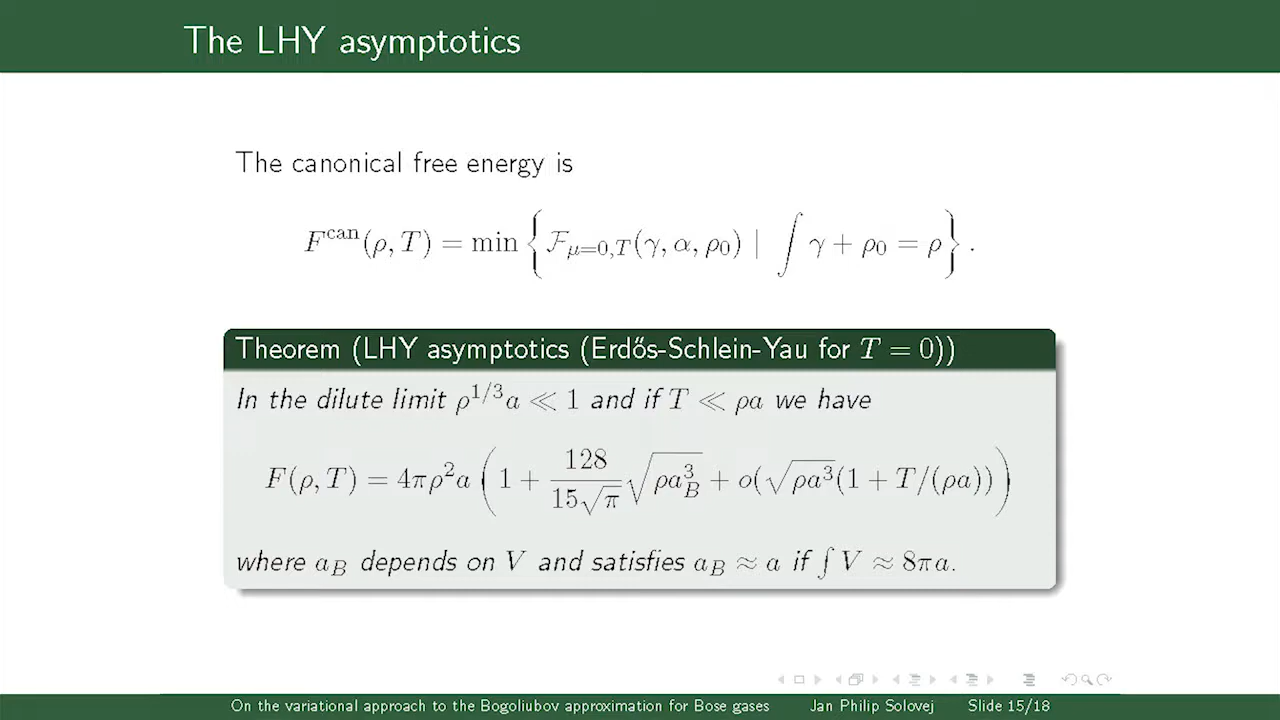 The LHY asymptotics
The canonical free energy is
F^can(ρ, T) = min { 𝓕_{μ=0,T}(γ, α, ρ₀) | ∫ γ + ρ₀ = ρ } .
Theorem (LHY asymptotics (Erdős-Schlein-Yau for T = 0))
In the dilute limit ρ^{1/3}a ≪ 1 and if T ≪ ρa we have
F(ρ, T) = 4πρ²a ( 1 + \frac{128}{15√π} √(ρa_B³) + o(√(ρa³)(1 + T/(ρa)) )
where a_B depends on V and satisfies a_B ≈ a if ∫ V ≈ 8πa.
On the variational approach to the Bogoliubov approximation for Bose gases Jan Philip Solovej Slide 15/18